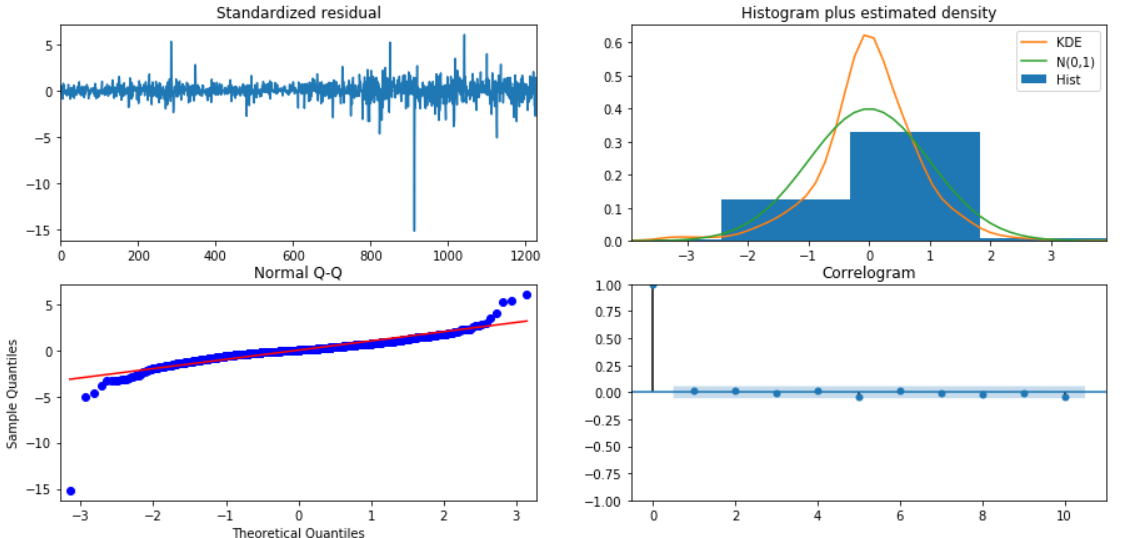 Standardized residual
5
0
−5
−10
−15
0 200 400 600 800 1000 1200
Histogram plus estimated density
KDE
N(0,1)
Hist
0.6
0.5
0.4
0.3
0.2
0.1
0.0
−3 −2 −1 0 1 2 3
Normal Q-Q
Sample Quantiles
5
0
−5
−10
−15
−3 −2 −1 0 1 2 3
Theoretical Quantiles
Correlogram
1.00
0.75
0.50
0.25
0.00
−0.25
−0.50
−0.75
−1.00
0 2 4 6 8 10